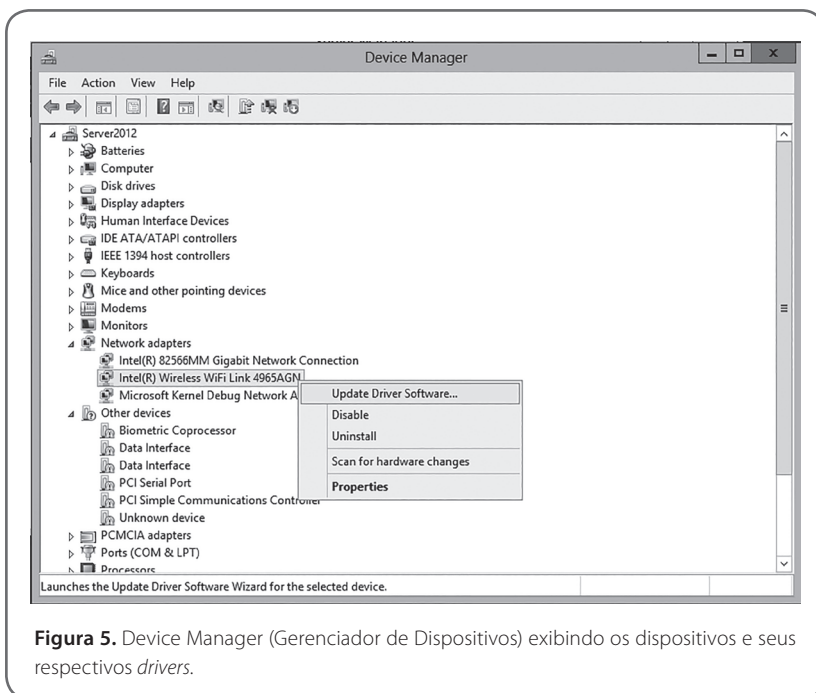 Device Manager
File Action View Help
Server2012
Batteries
Computer
Disk drives
Display adapters
Human Interface Devices
IDE ATA/ATAPI controllers
IEEE 1394 host controllers
Keyboards
Mice and other pointing devices
Modems
Monitors
Network adapters
Intel(R) 82566MM Gigabit Network Connection
Intel(R) Wireless WiFi Link 4965AGN
Microsoft Kernel Debug Network A
Update Driver Software...
Disable
Uninstall
Scan for hardware changes
Properties
Other devices
Biometric Coprocessor
Data Interface
Data Interface
PCI Serial Port
PCI Simple Communications Controller
Unknown device
PCMCIA adapters
Ports (COM & LPT)
Processors
Launches the Update Driver Software Wizard for the selected device.
Figura 5. Device Manager (Gerenciador de Dispositivos) exibindo os dispositivos e seus
respectivos drivers.